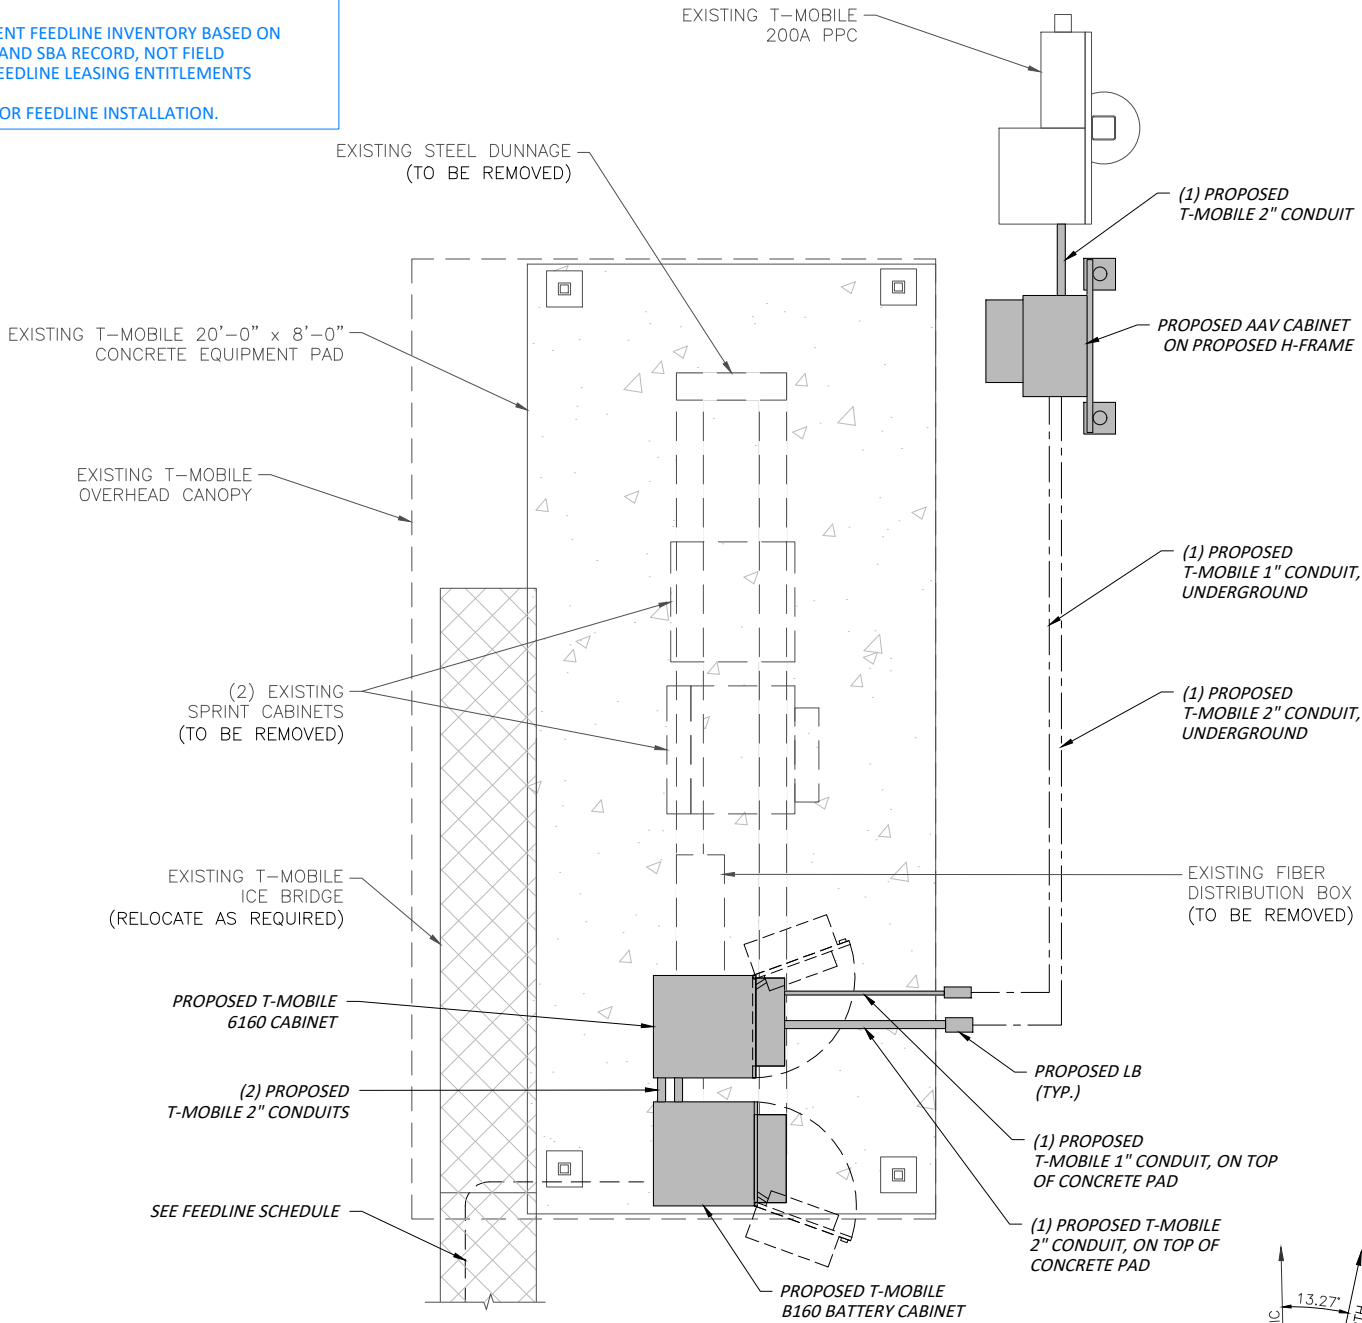 ENT FEEDLINE INVENTORY BASED ON
AND SBA RECORD, NOT FIELD
EEDLINE LEASING ENTITLEMENTS
OR FEEDLINE INSTALLATION.
EXISTING T-MOBILE
200A PPC
EXISTING STEEL DUNNAGE
(TO BE REMOVED)
(1) PROPOSED
T-MOBILE 2" CONDUIT
EXISTING T-MOBILE 20'-0" x 8'-0"
CONCRETE EQUIPMENT PAD
PROPOSED AAV CABINET
ON PROPOSED H-FRAME
EXISTING T-MOBILE
OVERHEAD CANOPY
(1) PROPOSED
T-MOBILE 1" CONDUIT,
UNDERGROUND
(2) EXISTING
SPRINT CABINETS
(TO BE REMOVED)
(1) PROPOSED
T-MOBILE 2" CONDUIT,
UNDERGROUND
EXISTING T-MOBILE
ICE BRIDGE
(RELOCATE AS REQUIRED)
EXISTING FIBER
DISTRIBUTION BOX
(TO BE REMOVED)
PROPOSED T-MOBILE
6160 CABINET
(2) PROPOSED
T-MOBILE 2" CONDUITS
PROPOSED LB
(TYP.)
(1) PROPOSED
T-MOBILE 1" CONDUIT, ON TOP
OF CONCRETE PAD
SEE FEEDLINE SCHEDULE
(1) PROPOSED T-MOBILE
2" CONDUIT, ON TOP OF
CONCRETE PAD
PROPOSED T-MOBILE
B160 BATTERY CABINET
13.27°
IC
TH